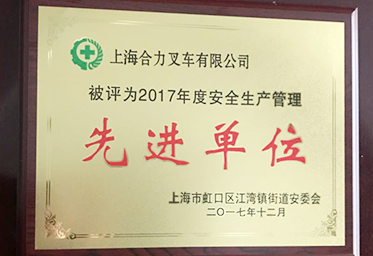 上海合力叉车有限公司
被评为2017年度安全生产管理
先进单位
上海市虹口区江湾镇街道安委会
二〇一七年十二月